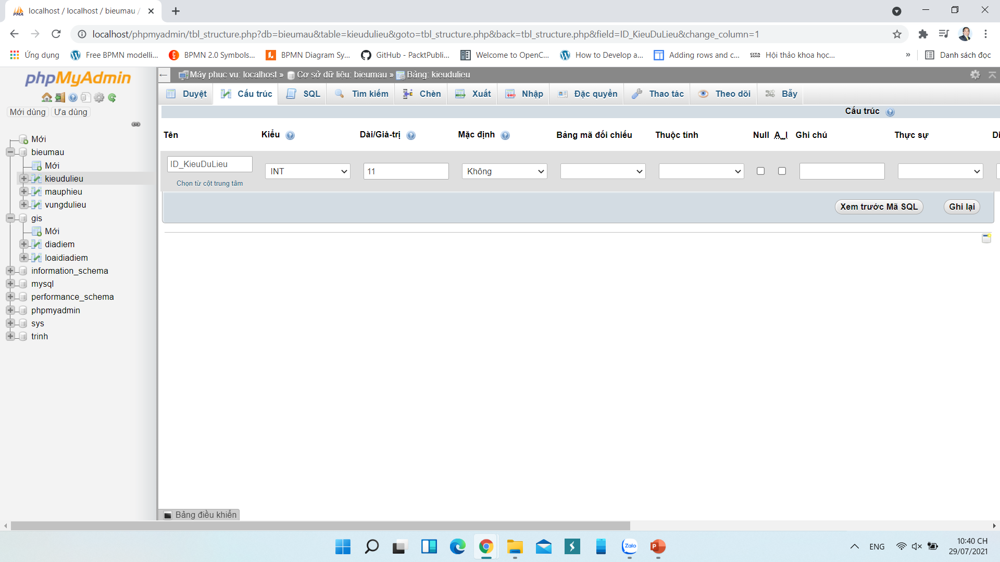 localhost / localhost / bieumau /
localhost/phpmyadmin/tbl_structure.php?db=bieumau&table=kieudulieu&goto=tbl_structure.php&back=tbl_structure.php&field=ID_KieuDuLieu&change_column=1
Ứng dụng Free BPMN modelli... BPMN 2.0 Symbols... BPMN Diagram Sy... GitHub - PacktPubli... Welcome to OpenC... How to Develop a... Adding rows and c... CITA 2019 Hội thảo khoa học... » Danh sách đọc
phpMyAdmin
Mới dùng Ưa dùng
Mới
bieumau
Mới
kieudulieu
mauphieu
vungdulieu
gis
Mới
diadiem
loaidiadiem
information_schema
mysql
performance_schema
phpmyadmin
sys
trinh
Máy phục vụ: localhost » Cơ sở dữ liệu: bieumau » Bảng: kieudulieu
Duyệt Cấu trúc SQL Tìm kiếm Chèn Xuất Nhập Đặc quyền Thao tác Theo dõi Bẫy
Cấu trúc
Tên Kiểu Dài/Giá-trị Mặc định Bảng mã đối chiếu Thuộc tính Null A_I Ghi chú Thực sự Di
ID_KieuDuLieu INT 11 Không
Chọn từ cột trung tâm
Xem trước Mã SQL Ghi lại
Bảng điều khiển
Zalo
ENG
10:40 CH
29/07/2021